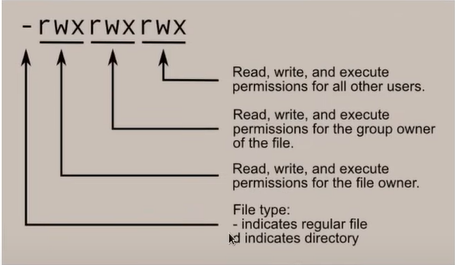 -rwxrwxrwx
Read, write, and execute
permissions for all other users.
Read, write, and execute
permissions for the group owner
of the file.
Read, write, and execute
permissions for the file owner.
File type:
- indicates regular file
d indicates directory